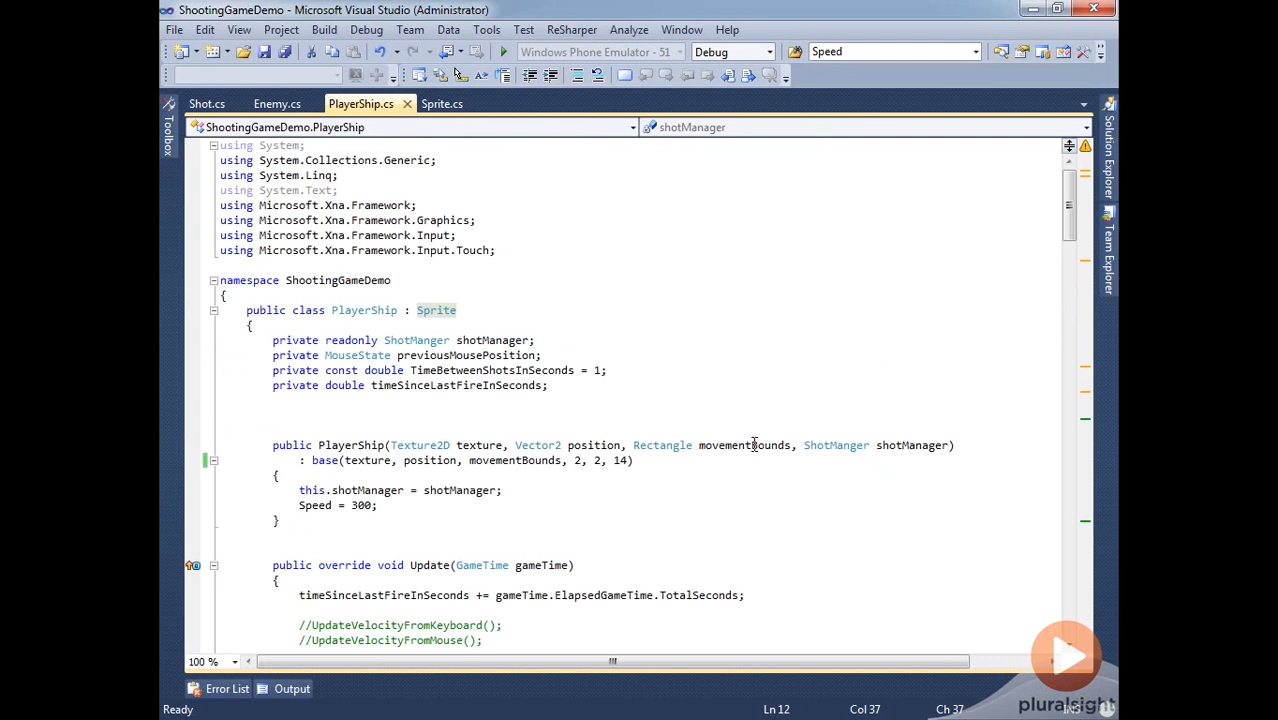 ShootingGameDemo - Microsoft Visual Studio (Administrator)
File Edit View Project Build Debug Team Data Tools Test ReSharper Analyze Window Help
Windows Phone Emulator - 51 Debug Speed
Shot.cs Enemy.cs PlayerShip.cs Sprite.cs
ShootingGameDemo.PlayerShip shotManager
Toolbox
Solution Explorer
Team Explorer
using System;
using System.Collections.Generic;
using System.Linq;
using System.Text;
using Microsoft.Xna.Framework;
using Microsoft.Xna.Framework.Graphics;
using Microsoft.Xna.Framework.Input;
using Microsoft.Xna.Framework.Input.Touch;
namespace ShootingGameDemo
{
public class PlayerShip : Sprite
{
private readonly ShotManger shotManager;
private MouseState previousMousePosition;
private const double TimeBetweenShotsInSeconds = 1;
private double timeSinceLastFireInSeconds;
public PlayerShip(Texture2D texture, Vector2 position, Rectangle movementBounds, ShotManger shotManager)
: base(texture, position, movementBounds, 2, 2, 14)
{
this.shotManager = shotManager;
Speed = 300;
}
public override void Update(GameTime gameTime)
{
timeSinceLastFireInSeconds += gameTime.ElapsedGameTime.TotalSeconds;
//UpdateVelocityFromKeyboard();
//UpdateVelocityFromMouse();
100 %
Error List Output
Ready Ln 12 Col 37 Ch 37 INS
pluralsight